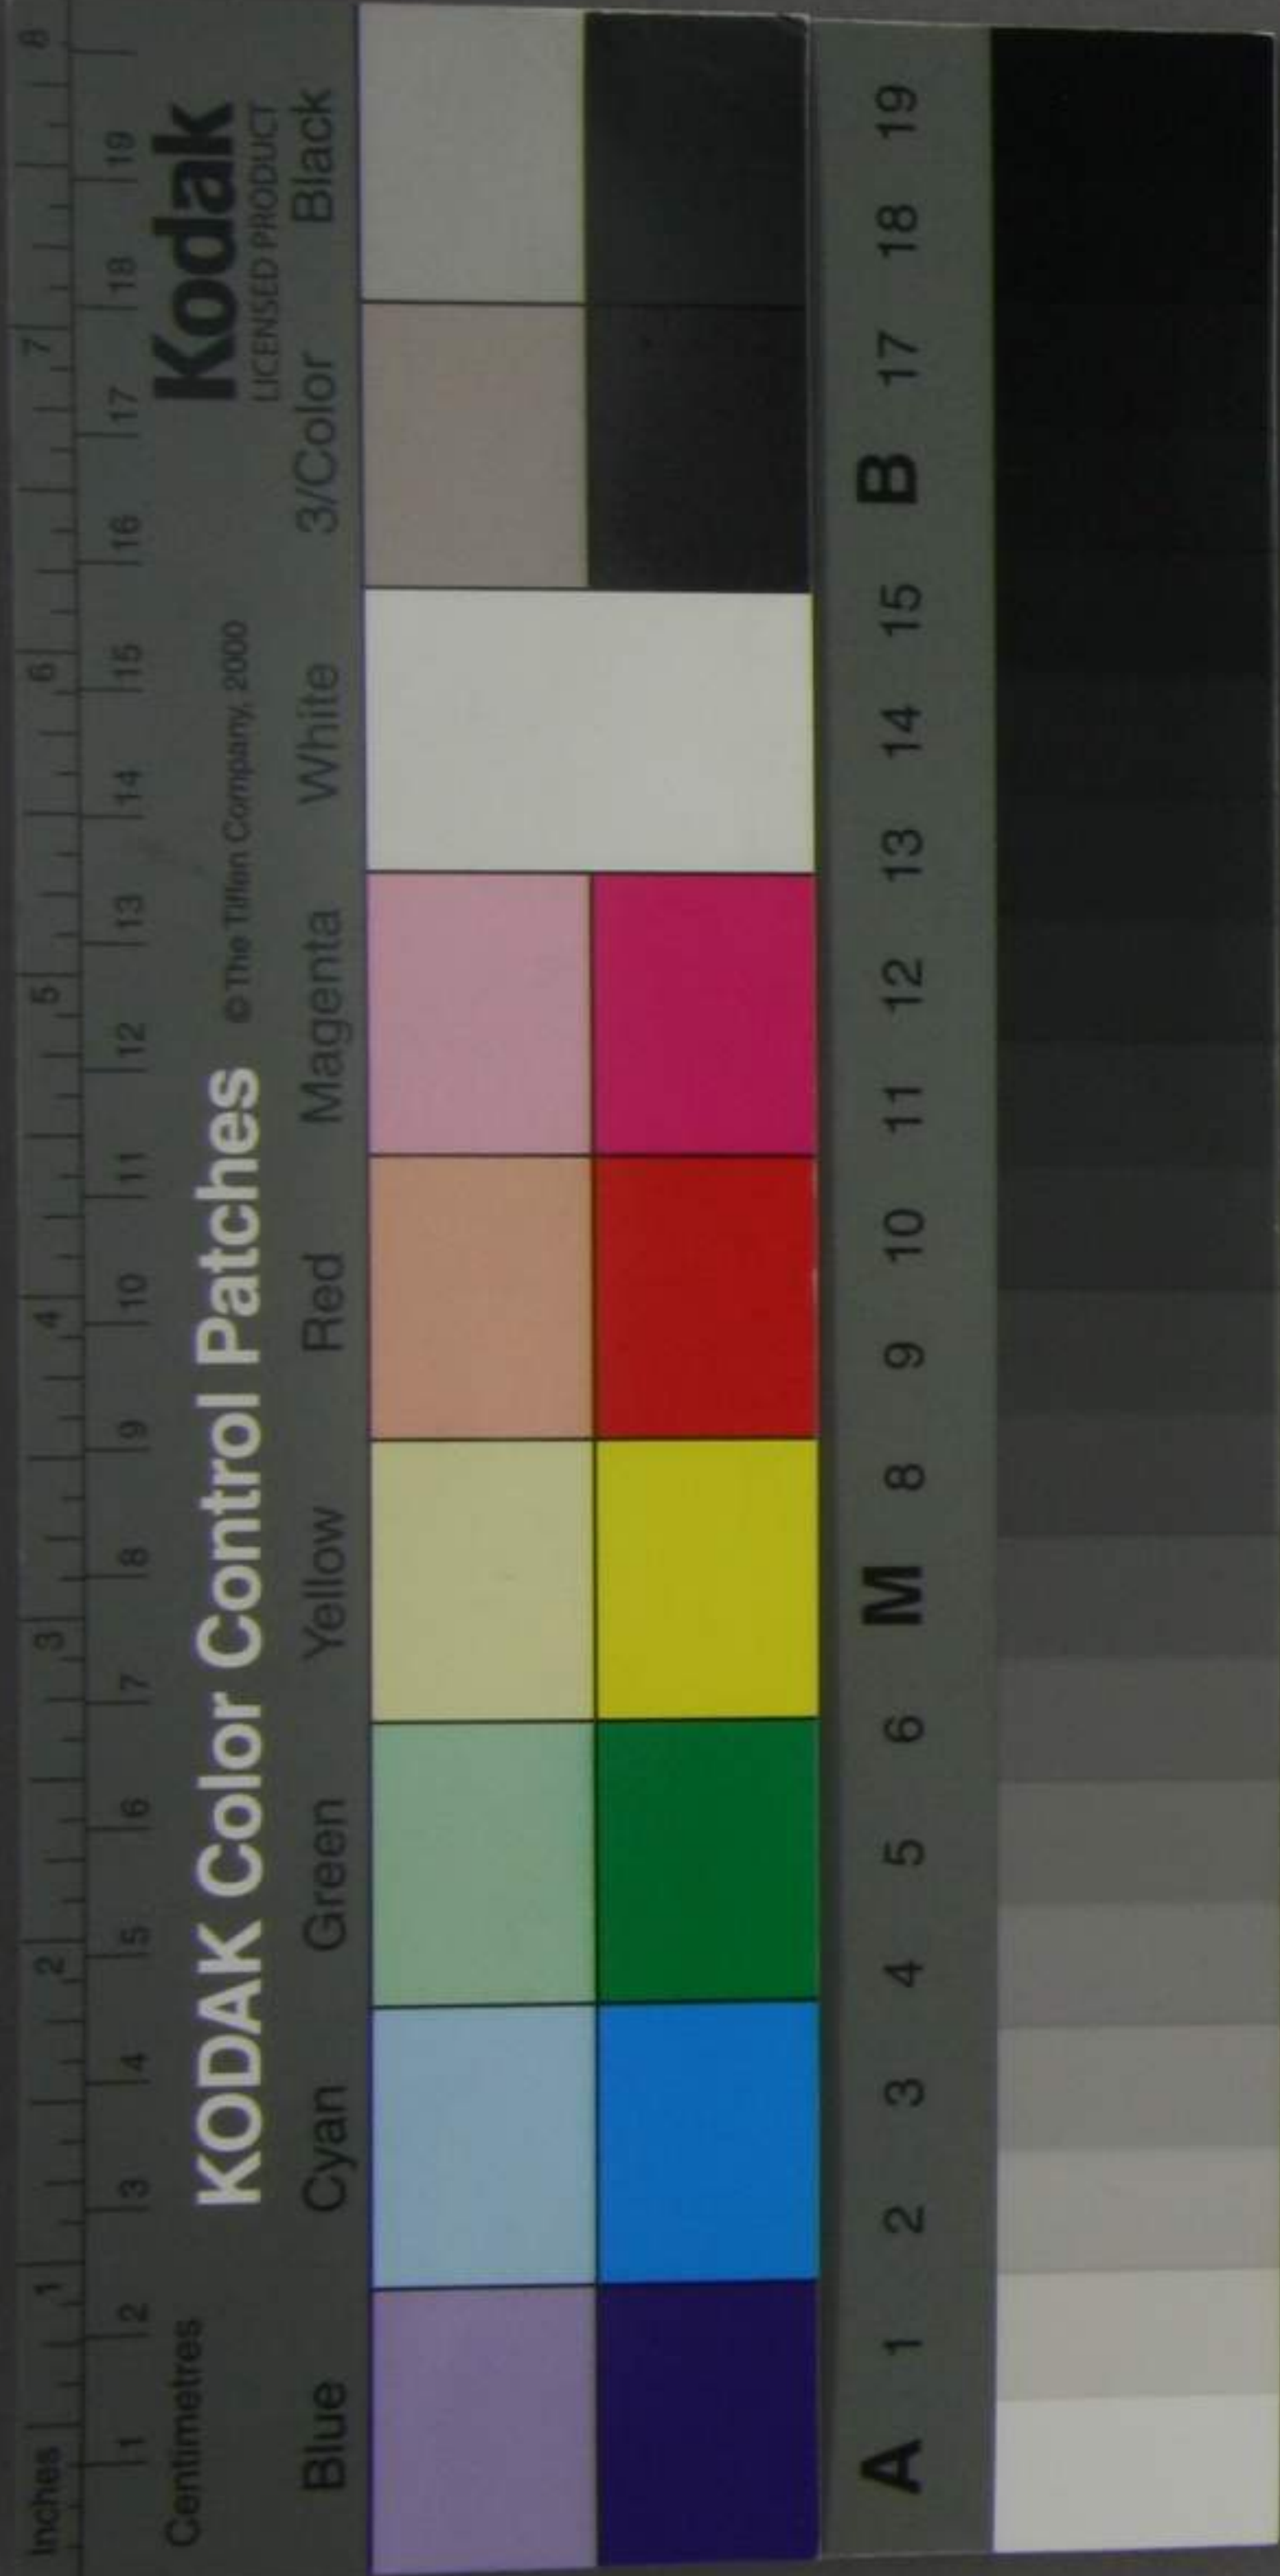 Inches 1 2 3 4 5 6 7 8
Centimetres 1 2 3 4 5 6 7 8 9 10 11 12 13 14 15 16 17 18 19
KODAK Color Control Patches © The Tiffen Company, 2000 Kodak
LICENSED PRODUCT
Blue Cyan Green Yellow Red Magenta White 3/Color Black
A 1 2 3 4 5 6 M 8 9 10 11 12 13 14 15 B 17 18 19